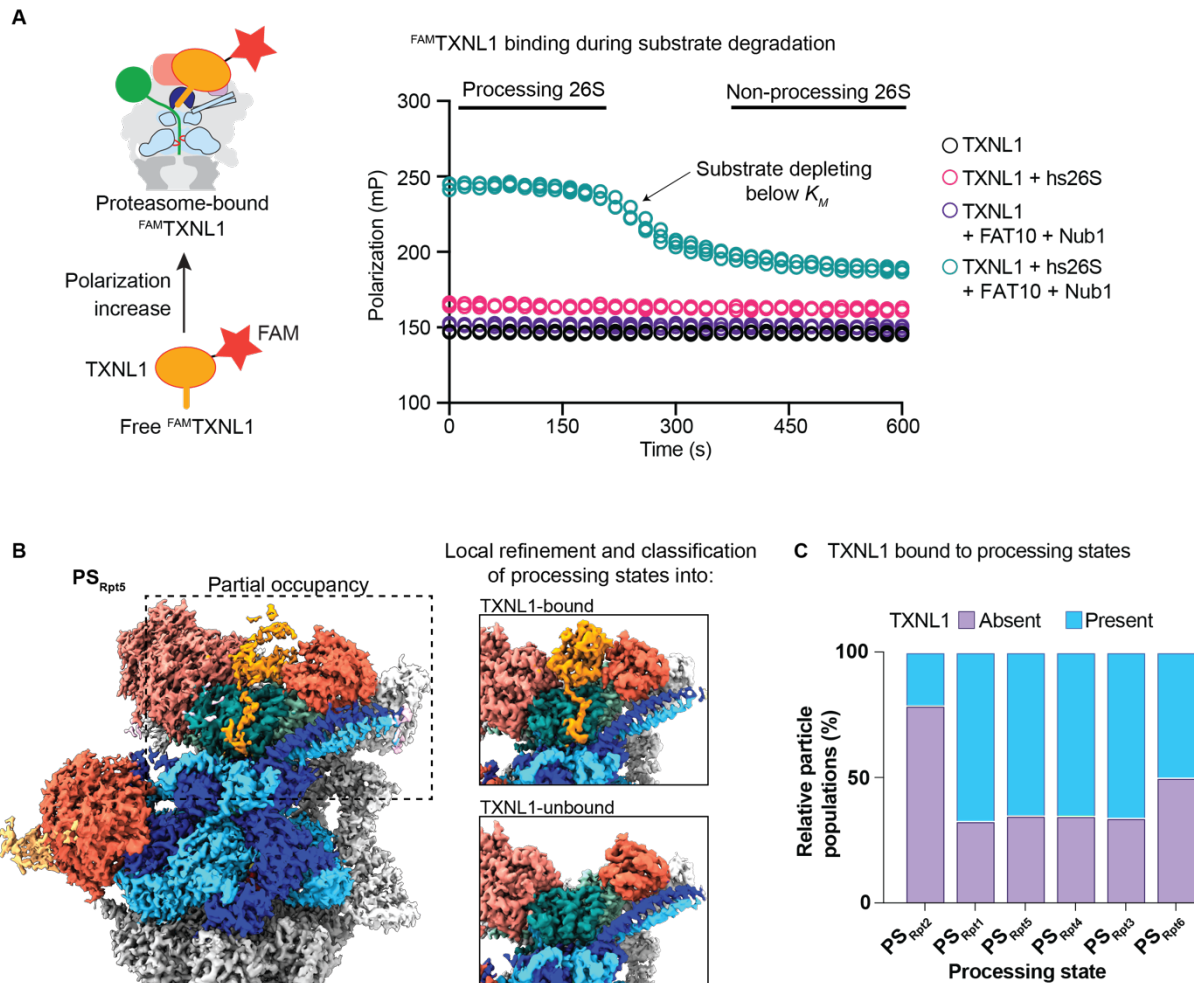 A
FAMTXNL1 binding during substrate degradation
Proteasome-bound
FAMTXNL1
Polarization
increase
TXNL1
FAM
Free FAMTXNL1
Polarization (mP)
300
250
200
150
100
Processing 26S
Non-processing 26S
Substrate depleting
below KM
0
150
300
450
600
Time (s)
TXNL1
TXNL1 + hs26S
TXNL1
+ FAT10 + Nub1
TXNL1 + hs26S
+ FAT10 + Nub1
B
PSRpt5
Partial occupancy
Local refinement and classification
of processing states into:
TXNL1-bound
TXNL1-unbound
C
TXNL1 bound to processing states
TXNL1 Absent Present
Relative particle
populations (%)
100
50
0
PSRpt2
PSRpt1
PSRpt5
PSRpt4
PSRpt3
PSRpt6
Processing state